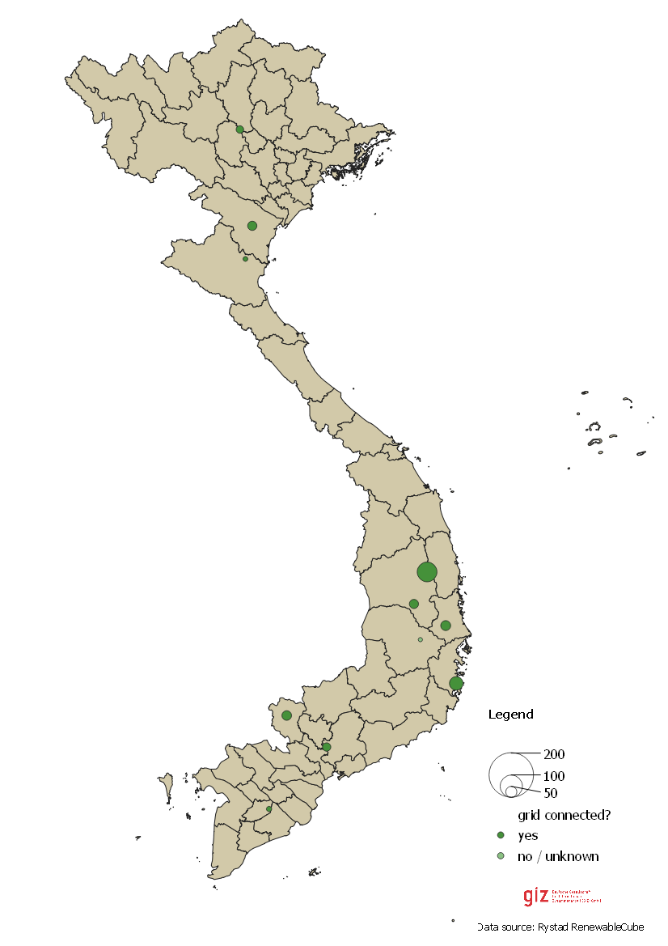 Legend
200
100
50
grid connected?
yes
no / unknown
giz
Data source: Rystad RenewableCube